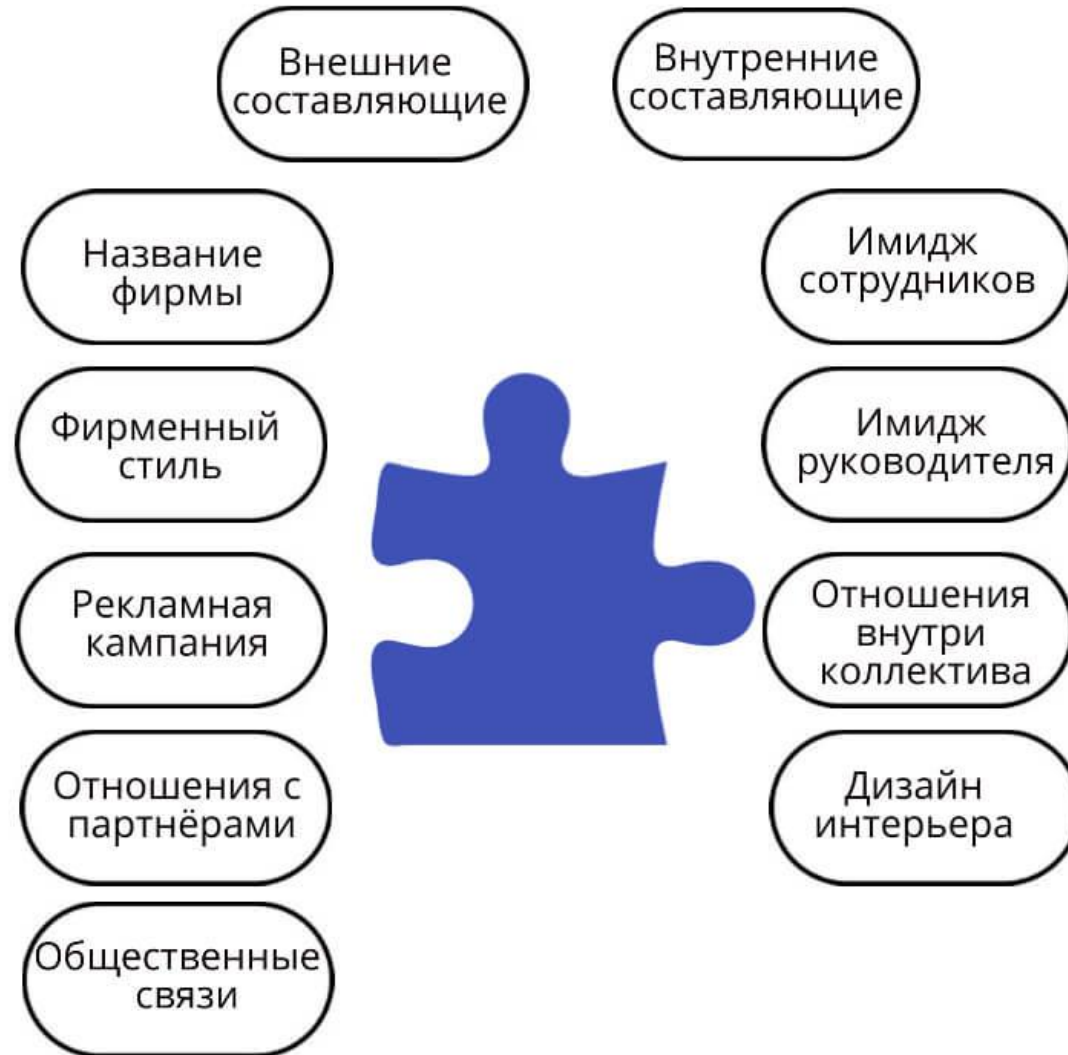 Внешние
составляющие
Внутренние
составляющие
Название
фирмы
Имидж
сотрудников
Фирменный
стиль
Имидж
руководителя
Рекламная
кампания
Отношения
внутри
коллектива
Отношения с
партнёрами
Дизайн
интерьера
Общественные
связи